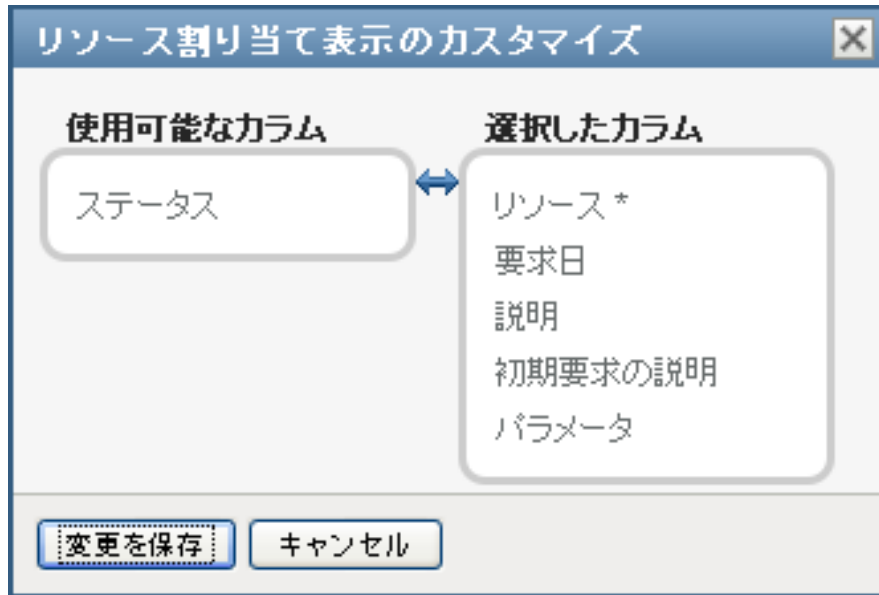 リソース割り当て表示のカスタマイズ
使用可能なカラム
選択したカラム
ステータス
リソース *
要求日
説明
初期要求の説明
パラメータ
変更を保存
キャンセル